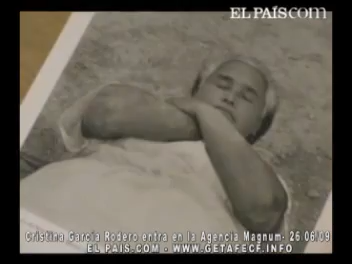 EL PAÍS.com
Cristina García Rodero entra en la Agencia Magnum- 26/06/09
EL PAIS.COM - WWW.GETAFECF.INFO